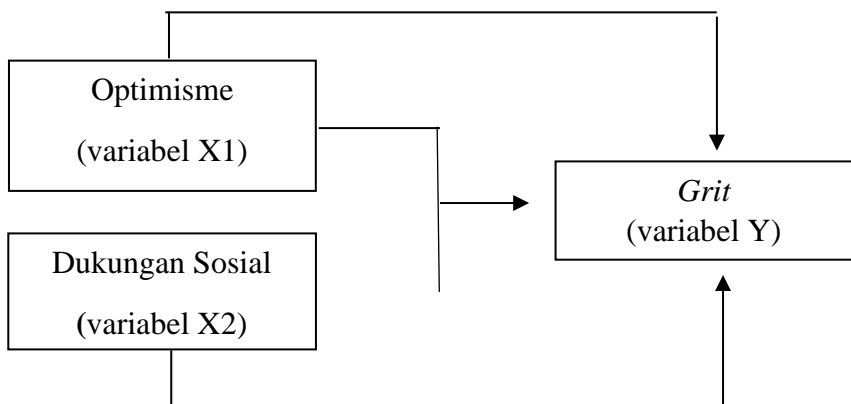 Optimisme
(variabel X1)
Grit
(variabel Y)
Dukungan Sosial
(variabel X2)